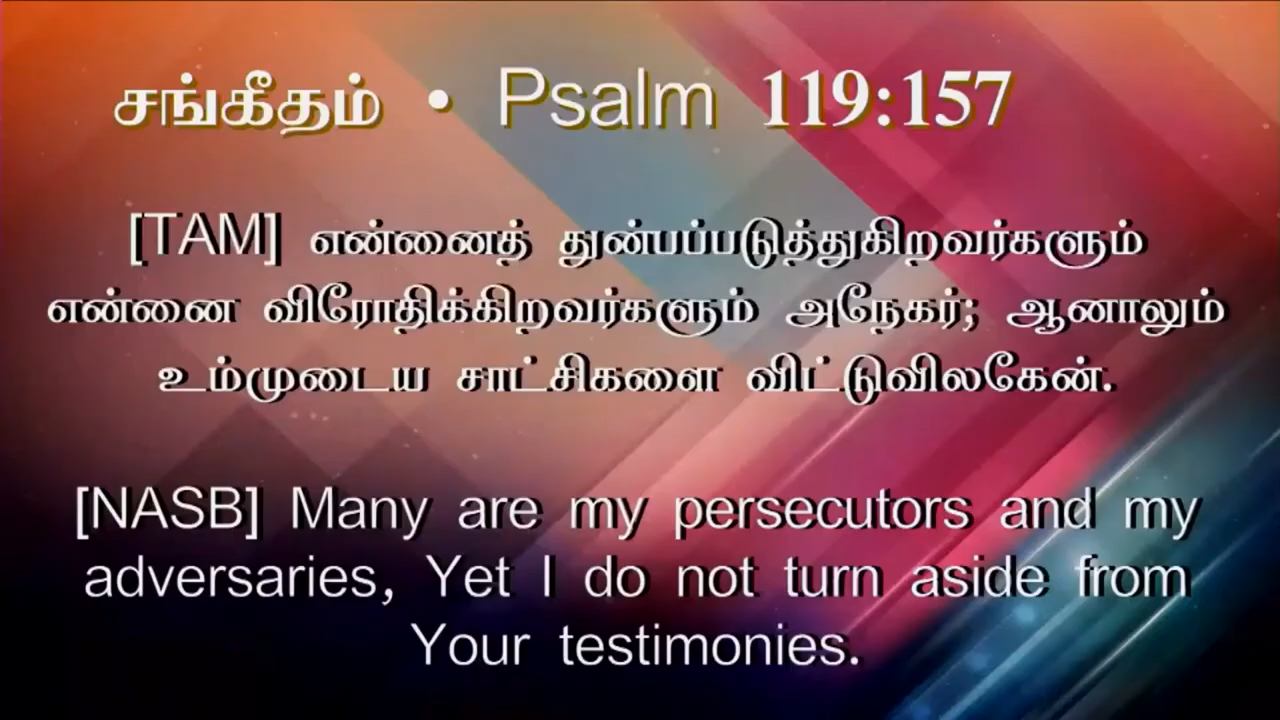 சங்கீதம் • Psalm 119:157
[TAM] என்னைத் துன்பப்படுத்துகிறவர்களும்
என்னை விரோதிக்கிறவர்களும் அநேகர்; ஆனாலும்
உம்முடைய சாட்சிகளை விட்டுவிலகேன்.
[NASB] Many are my persecutors and my
adversaries, Yet I do not turn aside from
Your testimonies.